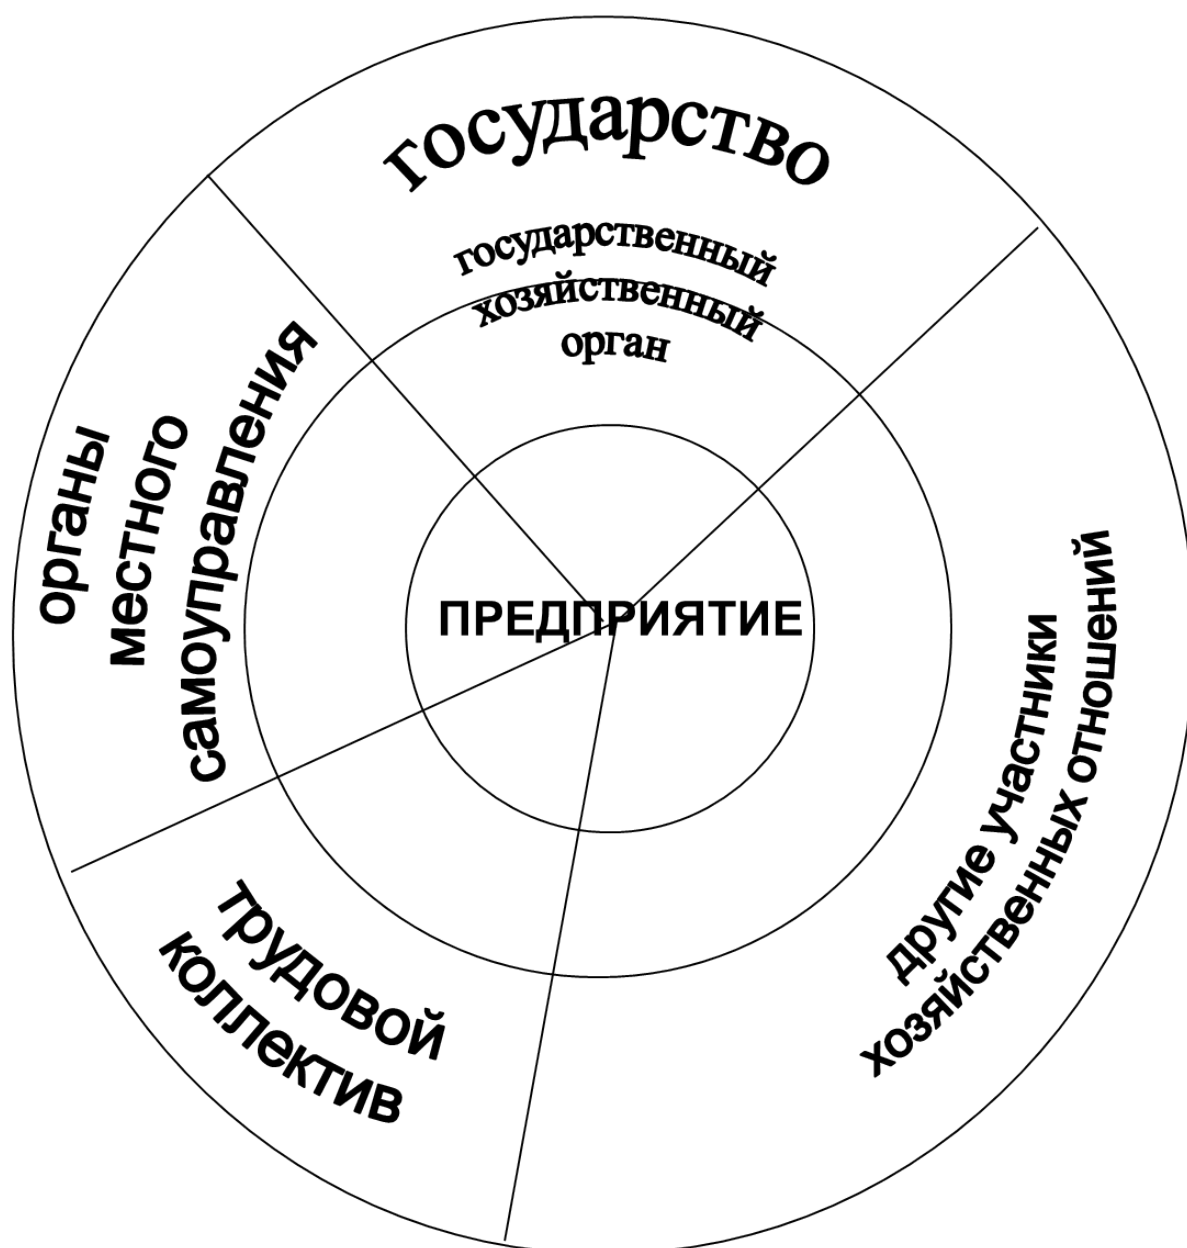 государство
государственный
хозяйственный
орган
органы
местного
самоуправления
ПРЕДПРИЯТИЕ
другие участники
хозяйственных отношений
трудовой
коллектив